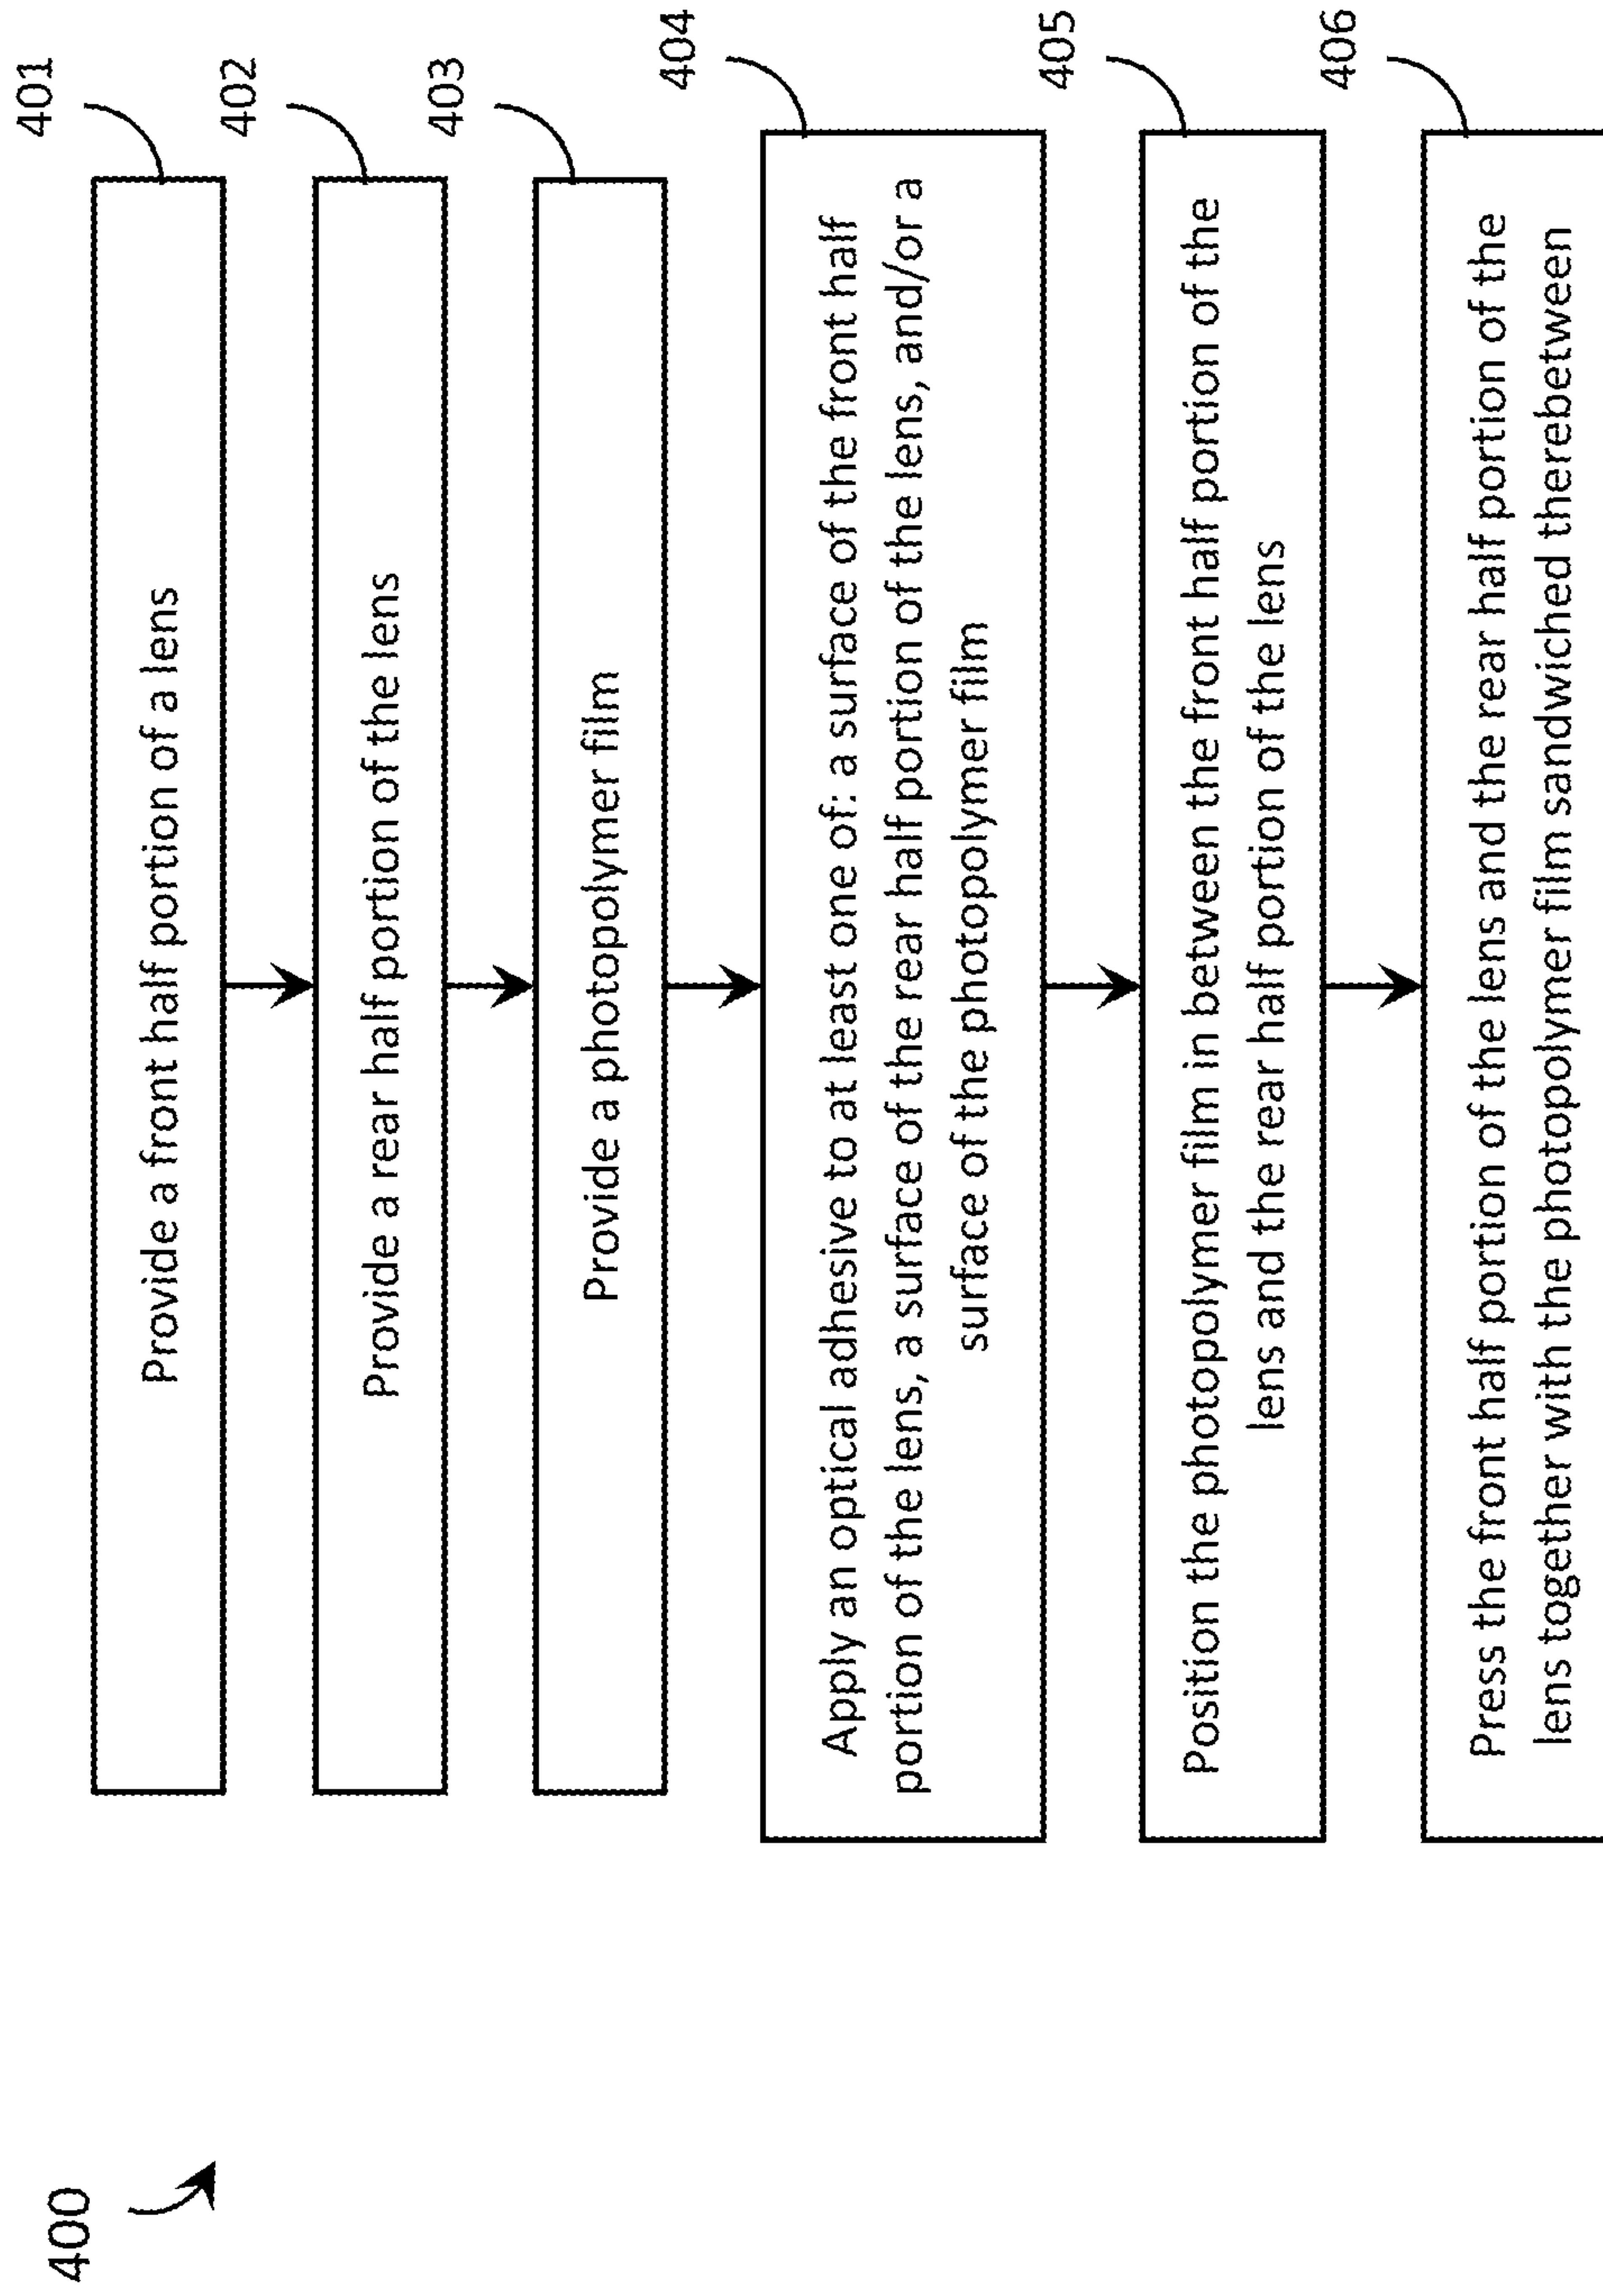 400
401
Provide a front half portion of a lens
402
Provide a rear half portion of the lens
403
Provide a photopolymer film
404
Apply an optical adhesive to at least one of: a surface of the front half
portion of the lens, a surface of the rear half portion of the lens, and/or a
surface of the photopolymer film
405
Position the photopolymer film in between the front half portion of the
lens and the rear half portion of the lens
406
Press the front half portion of the lens and the rear half portion of the
lens together with the photopolymer film sandwiched therebetween